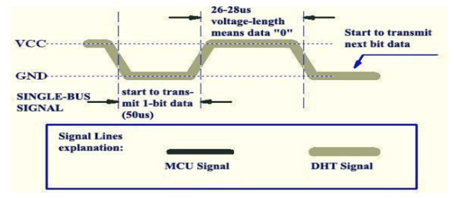 26-28us
voltage-length
means data "0"
Start to transmit
next bit data
VCC
GND
SINGLE-BUS
SIGNAL
start to trans-
mit 1-bit data
(50us)
Signal Lines
explanation:
MCU Signal
DHT Signal